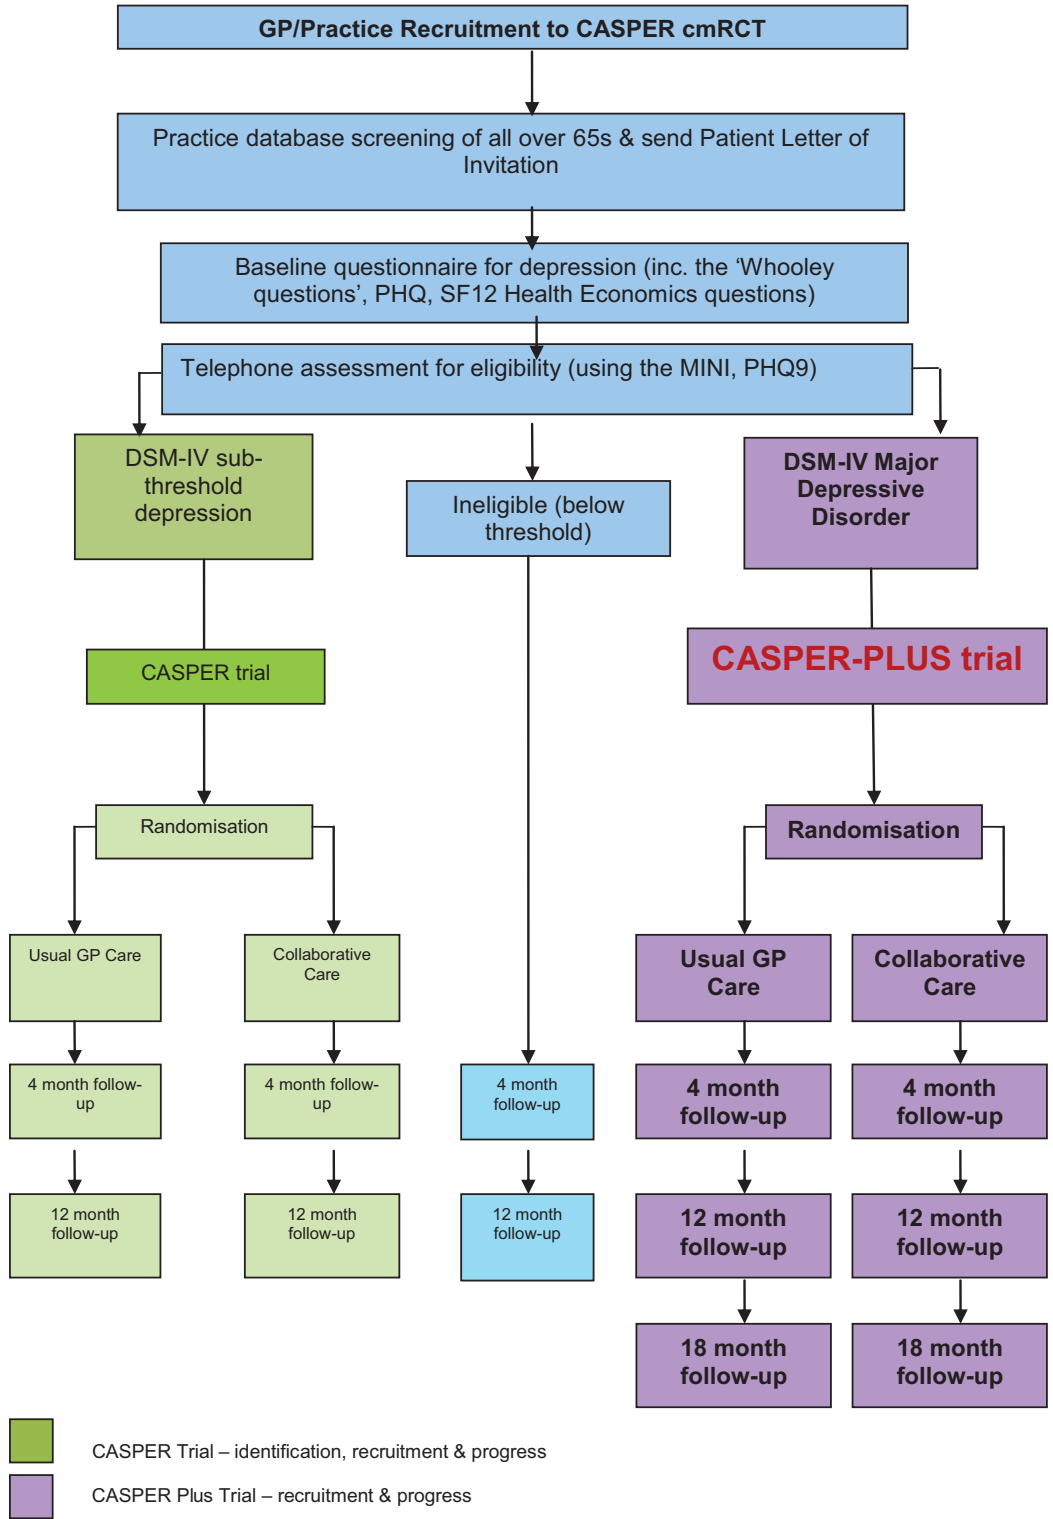 GP/Practice Recruitment to CASPER cmRCT
Practice database screening of all over 65s & send Patient Letter of
Invitation
Baseline questionnaire for depression (inc. the ‘Whooley
questions’, PHQ, SF12 Health Economics questions)
Telephone assessment for eligibility (using the MINI, PHQ9)
DSM-IV sub-
threshold
depression
Ineligible (below
threshold)
DSM-IV Major
Depressive
Disorder
CASPER trial
CASPER-PLUS trial
Randomisation
Randomisation
Usual GP Care
Collaborative
Care
Usual GP
Care
Collaborative
Care
4 month follow-
up
4 month follow-
up
4 month
follow-up
4 month
follow-up
4 month
follow-up
12 month
follow-up
12 month
follow-up
12 month
follow-up
12 month
follow-up
12 month
follow-up
18 month
follow-up
18 month
follow-up
CASPER Trial – identification, recruitment & progress
CASPER Plus Trial – recruitment & progress